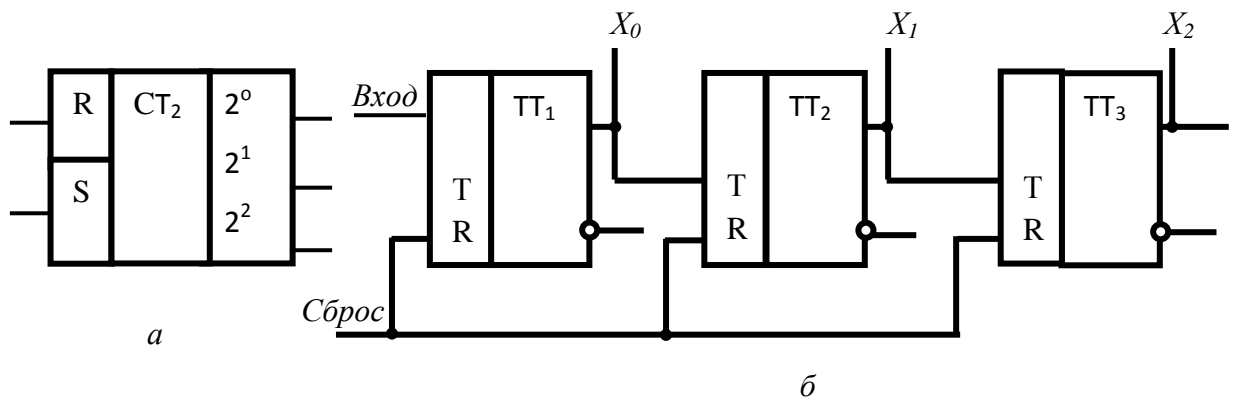 X₀ X₁ X₂
R CT₂ 2⁰
Вход TT₁ TT₂ TT₃
2¹
S T T T
2² R R R
Сброс
а
б